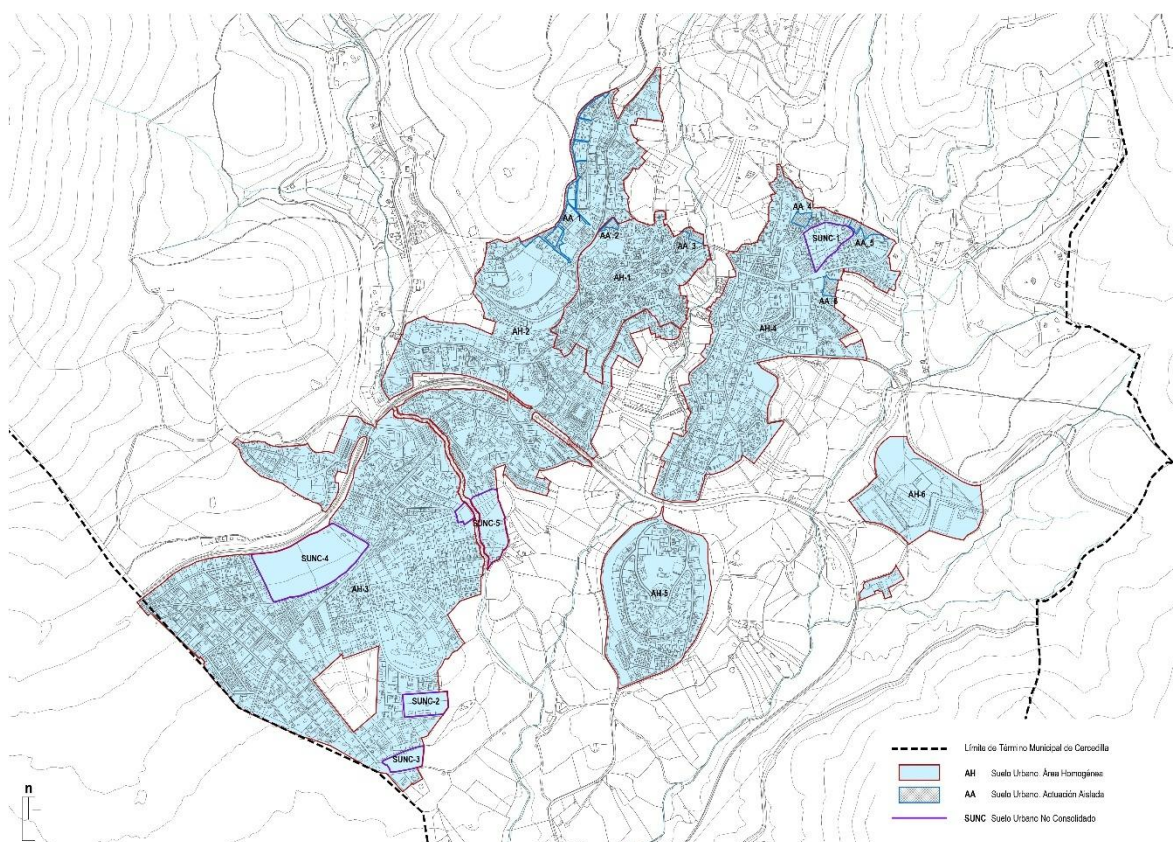 AA_4
AA_1
AA_2
SUNC-1
AA_3
AA_5
AH-1
AA_6
AH-2
AH-4
AH-6
SUNC-5
SUNC-4
AH-3
AH-5
SUNC-2
SUNC-3
n
Límite de Término Municipal de Cercedilla
AH Suelo Urbano. Área Homogénea
AA Suelo Urbano. Actuación Aislada
SUNC Suelo Urbano No Consolidado